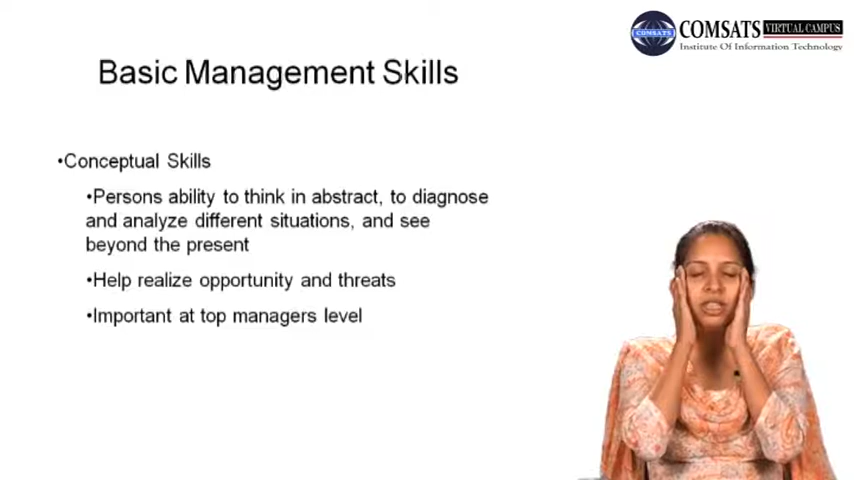 COMSATS VIRTUAL CAMPUS
COMSATS
Institute Of Information Technology
Basic Management Skills
•Conceptual Skills
•Persons ability to think in abstract, to diagnose
and analyze different situations, and see
beyond the present
•Help realize opportunity and threats
•Important at top managers level